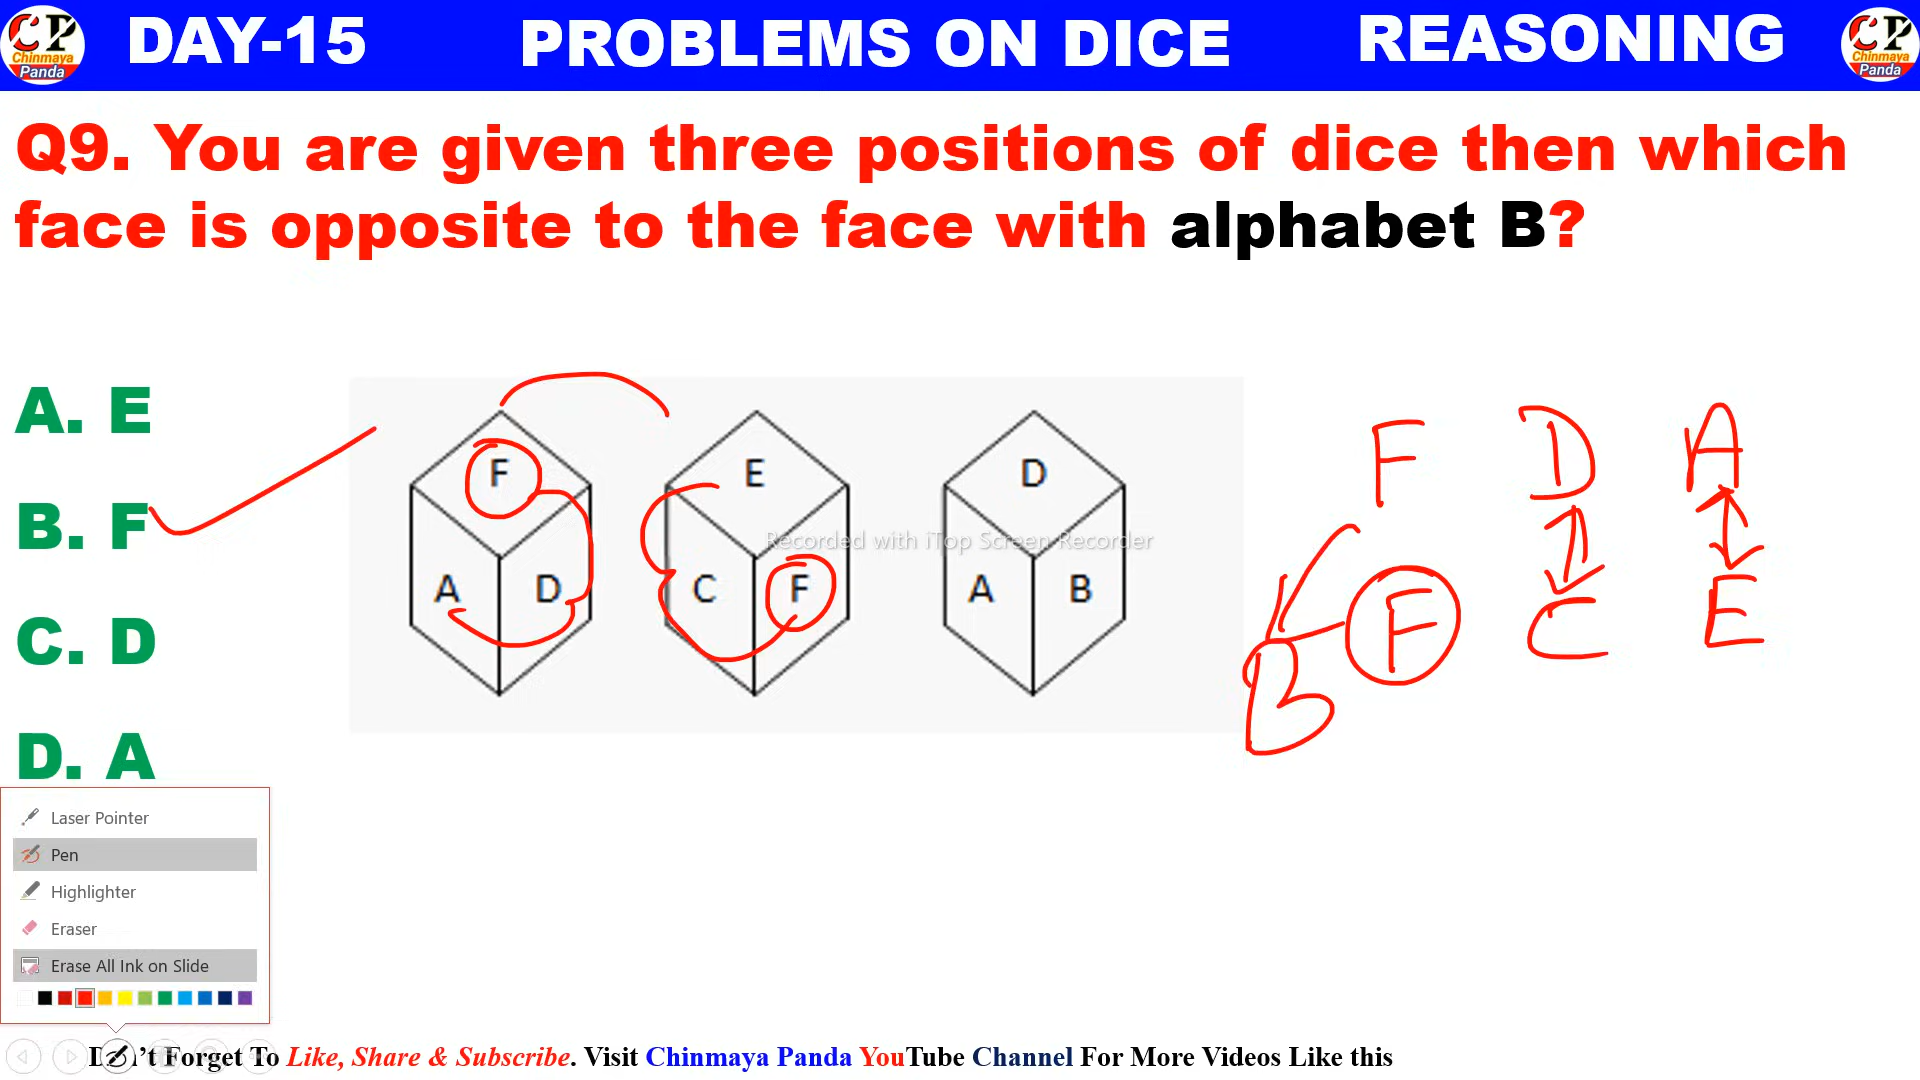 CP
Chinmaya
Panda
DAY-15
PROBLEMS ON DICE
REASONING
CP
Chinmaya
Panda
Q9. You are given three positions of dice then which
face is opposite to the face with alphabet B?
A. E
B. F
C. D
D. A
F
A D
E
C F
D
A B
Recorded with iTop Screen Recorder
F D A
F C E
B
Laser Pointer
Pen
Highlighter
Eraser
Erase All Ink on Slide
Don't Forget To Like, Share & Subscribe. Visit Chinmaya Panda YouTube Channel For More Videos Like this